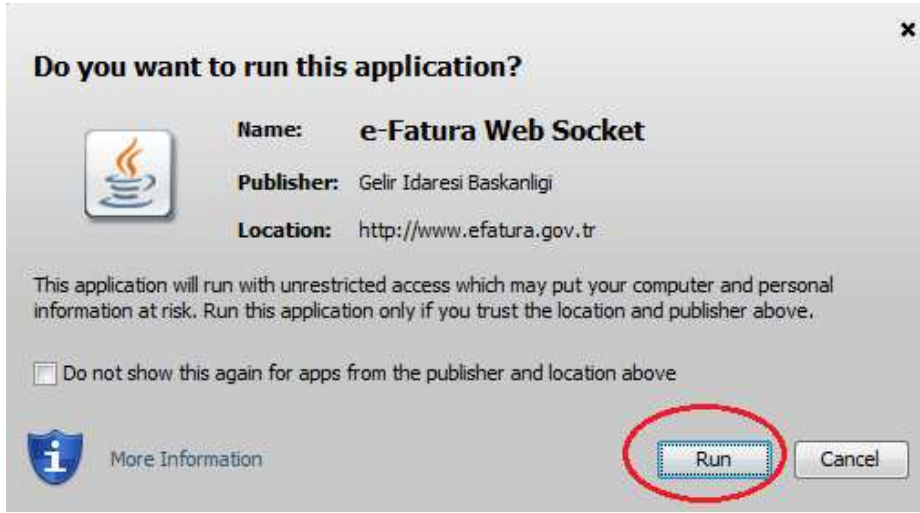 Do you want to run this application?
Name: e-Fatura Web Socket
Publisher: Gelir Idaresi Baskanligi
Location: http://www.efatura.gov.tr
This application will run with unrestricted access which may put your computer and personal
information at risk. Run this application only if you trust the location and publisher above.
Do not show this again for apps from the publisher and location above
More Information
Run
Cancel